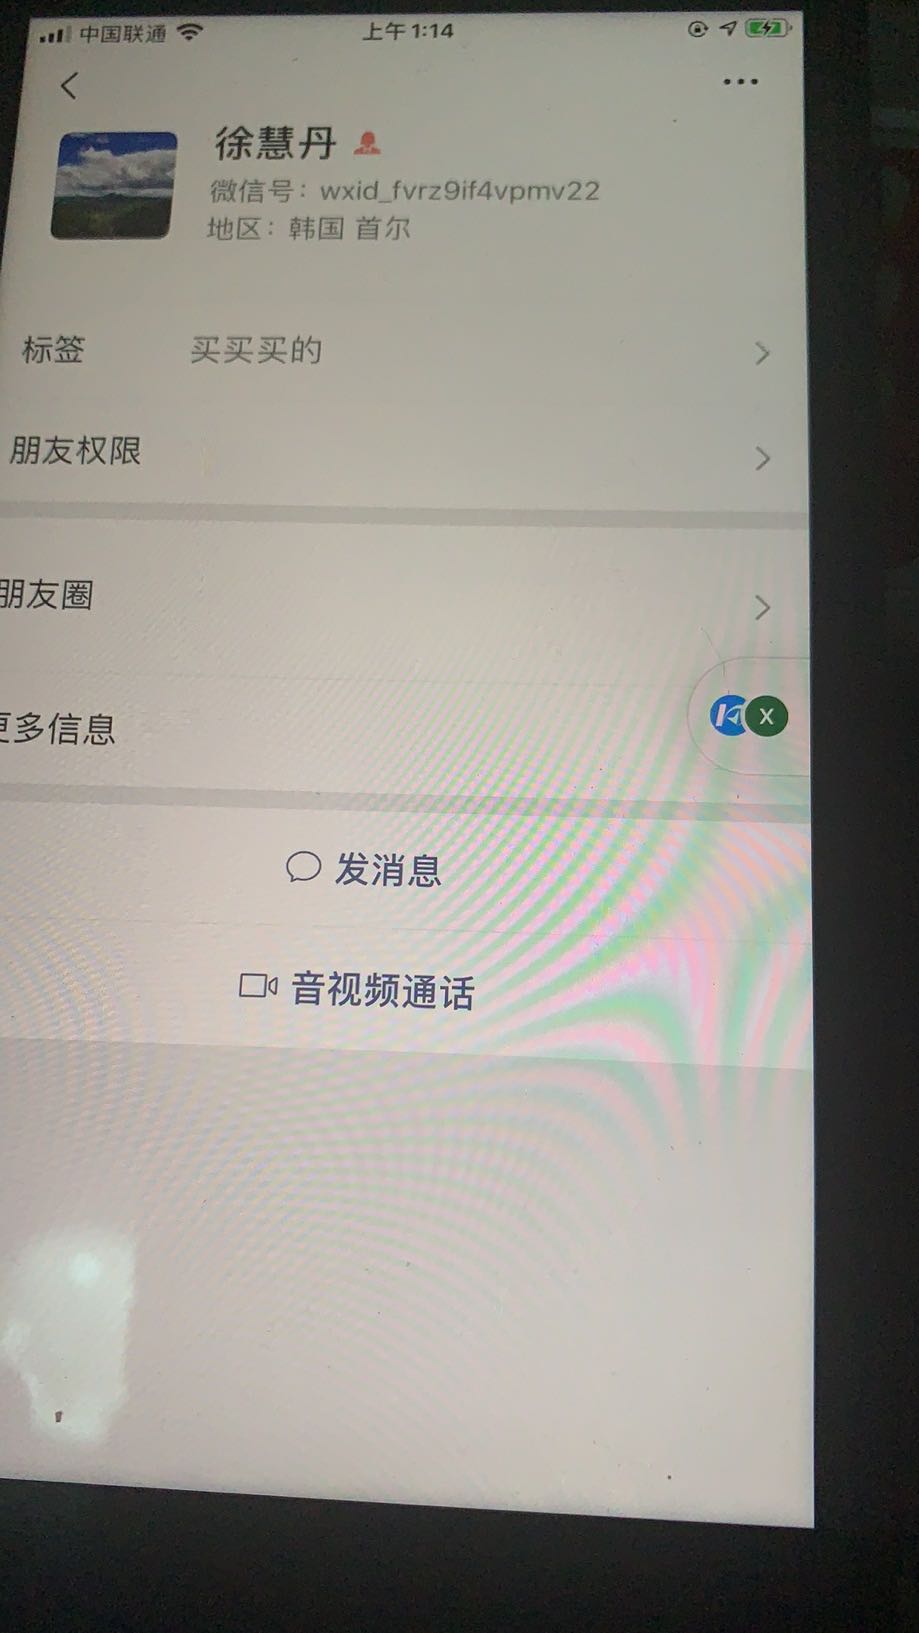 中国联通 上午1:14
徐慧丹
微信号：wxid_fvrz9if4vpmv22
地区：韩国 首尔
标签 买买买的
朋友权限
朋友圈
更多信息
X
发消息
音视频通话